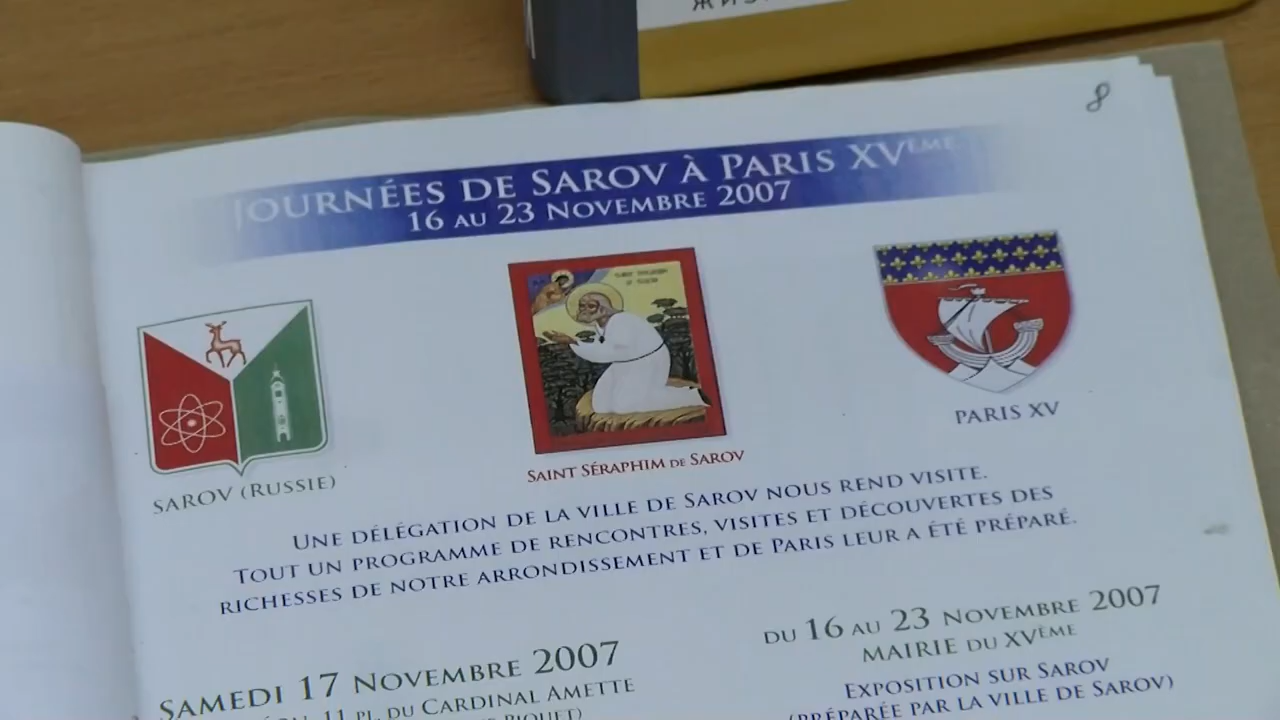 ЖИЗ
8
JOURNÉES DE SAROV À PARIS XVÈME
16 AU 23 NOVEMBRE 2007
SAROV (RUSSIE)
SAINT SÉRAPHIM DE SAROV
PARIS XV
UNE DÉLÉGATION DE LA VILLE DE SAROV NOUS REND VISITE.
TOUT UN PROGRAMME DE RENCONTRES, VISITES ET DÉCOUVERTES DES
RICHESSES DE NOTRE ARRONDISSEMENT ET DE PARIS LEUR A ÉTÉ PRÉPARÉ.
SAMEDI 17 NOVEMBRE 2007
11 PL. DU CARDINAL AMETTE
PIQUET)
DU 16 AU 23 NOVEMBRE 2007
MAIRIE DU XVÈME
EXPOSITION SUR SAROV
(PRÉPARÉE PAR LA VILLE DE SAROV)